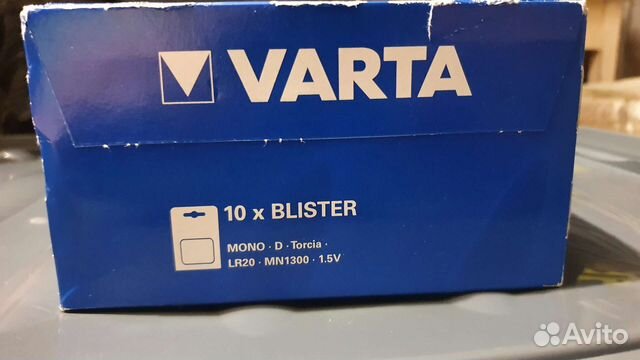 VARTA
10 x BLISTER
MONO · D · Torcia ·
LR20 · MN1300 · 1.5V
Avito